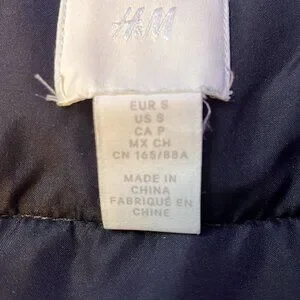 H&M
EUR S
US S
CA P
MX CH
CN 165/88A
MADE IN
CHINA
FABRIQUÉ EN
CHINE